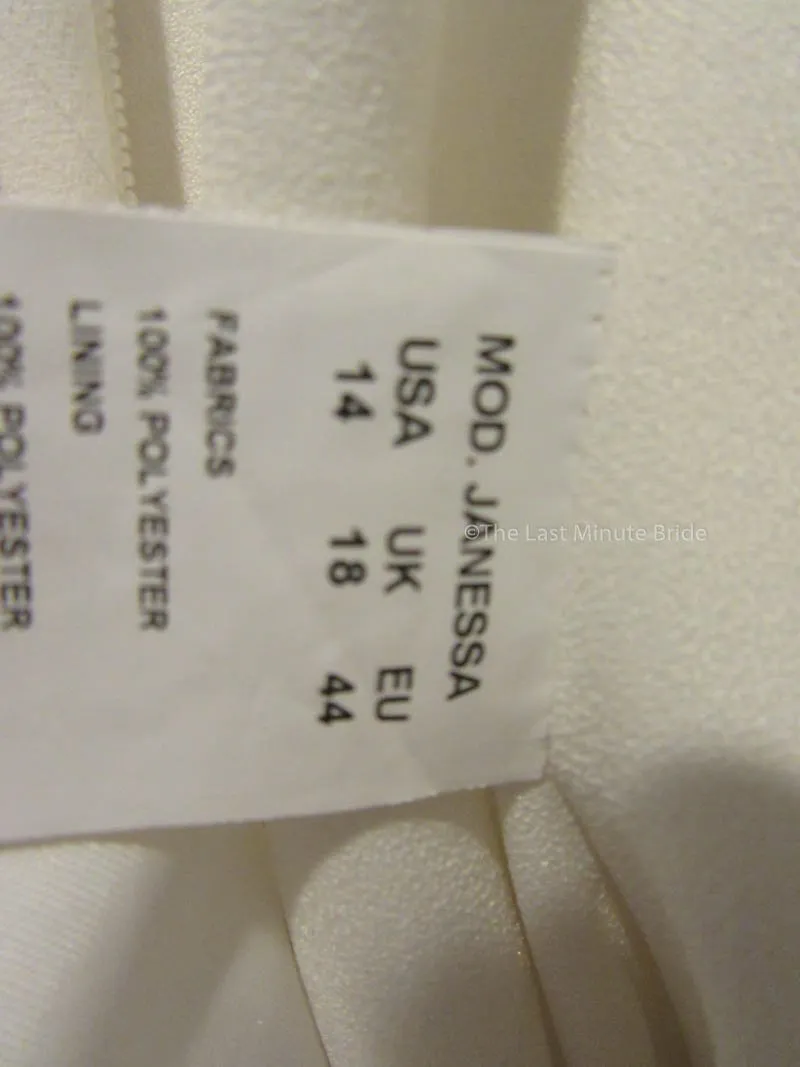 MOD. JANESSA
USA UK EU
14 18 44
FABRICS
100% POLYESTER
LINING
100% POLYESTER
©The Last Minute Bride